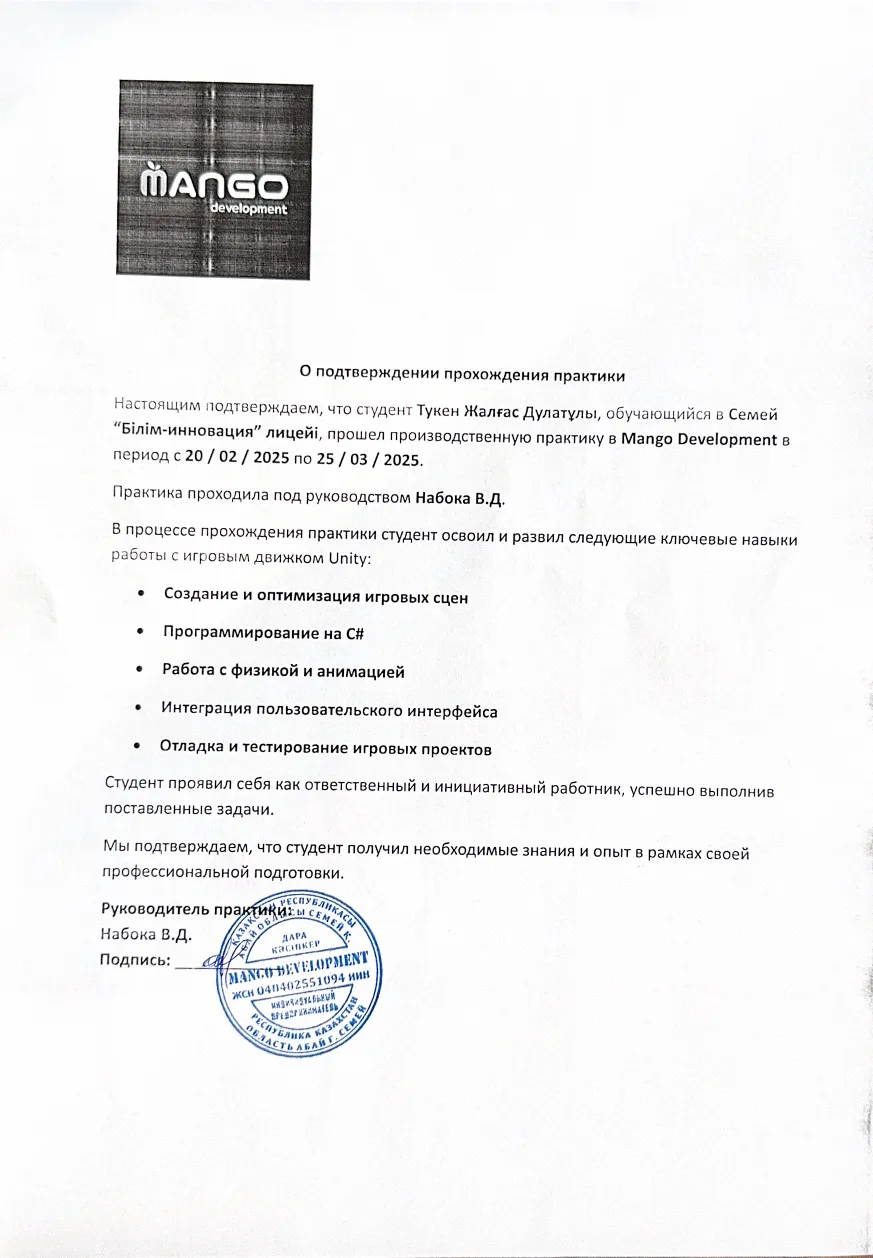 MANGO
development
О подтверждении прохождения практики
Настоящим подтверждаем, что студент Тукен Жалғас Дулатұлы, обучающийся в Семей
“Білім-инновация” лицейі, прошел производственную практику в Mango Development в
период с 20 / 02 / 2025 по 25 / 03 / 2025.
Практика проходила под руководством Набока В.Д.
В процессе прохождения практики студент освоил и развил следующие ключевые навыки
работы с игровым движком Unity:
• Создание и оптимизация игровых сцен
• Программирование на C#
• Работа с физикой и анимацией
• Интеграция пользовательского интерфейса
• Отладка и тестирование игровых проектов
Студент проявил себя как ответственный и инициативный работник, успешно выполнив
поставленные задачи.
Мы подтверждаем, что студент получил необходимые знания и опыт в рамках своей
профессиональной подготовки.
Руководитель практики:
Набока В.Д.
Подпись:
ҚАЗАҚСТАН РЕСПУБЛИКАСЫ
АБАЙ ОБЛЫСЫ СЕМЕЙ Қ.
ДАРА
КӘСІПКЕР
MANGO DEVELOPMENT
ЖСН 040402551094 ИИН
ИНДИВИДУАЛЬНЫЙ
ПРЕДПРИНИМАТЕЛЬ
РЕСПУБЛИКА КАЗАХСТАН
ОБЛАСТЬ АБАЙ Г. СЕМЕЙ